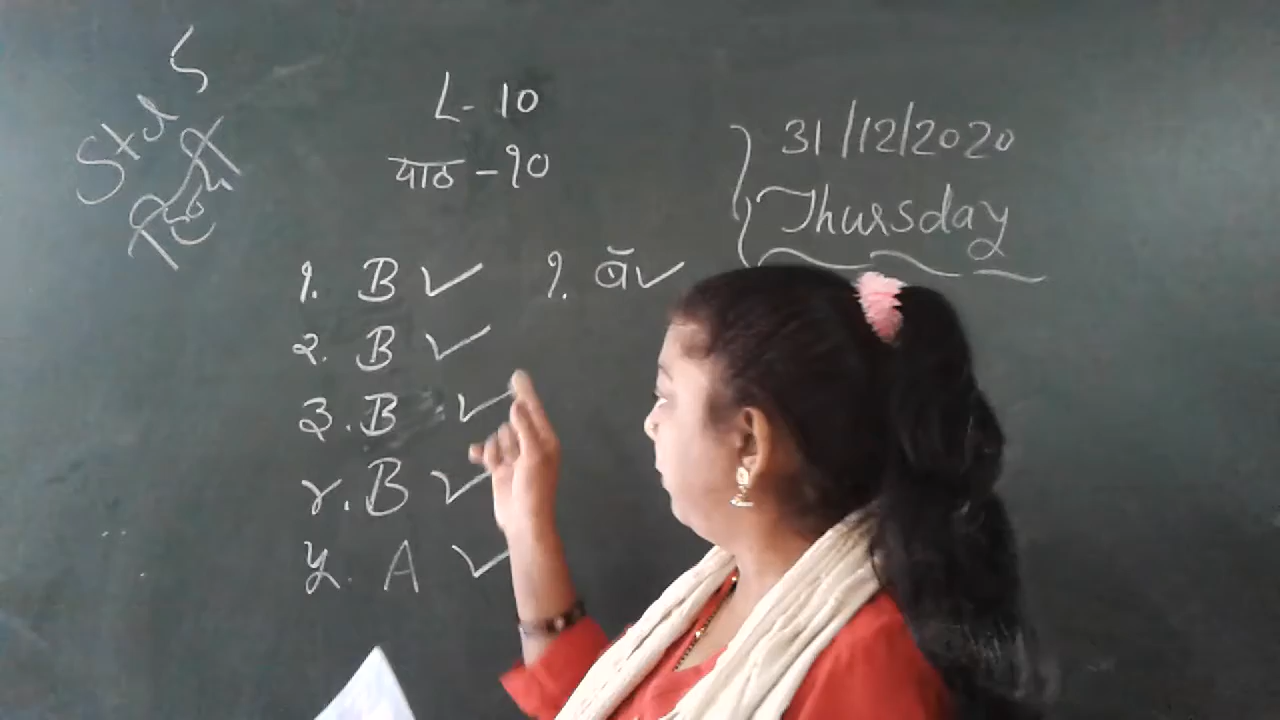 Std 5
L- 10
पाठ -१०
31/12/2020
Thursday
१. B ✓
२. B ✓
३. B ✓
४. B ✓
५. A ✓
१. बॅ ✓